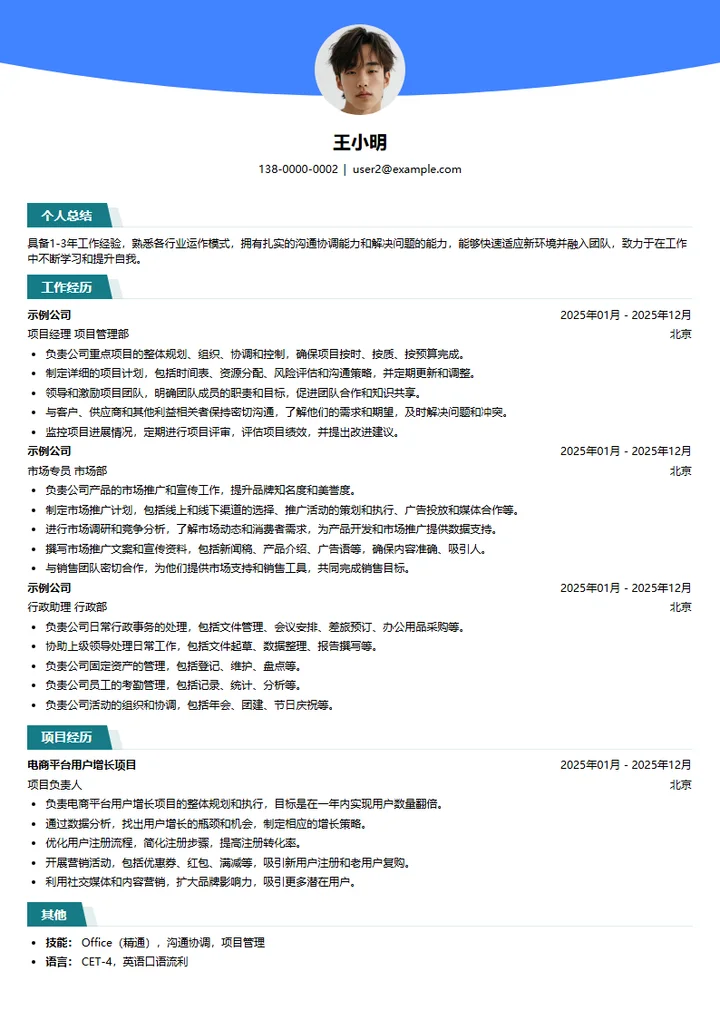 王小明
138-0000-0002 | user2@example.com
个人总结
具备1-3年工作经验，熟悉各行业运作模式，拥有扎实的沟通协调能力和解决问题的能力，能够快速适应新环境并融入团队，致力于在工作
中不断学习和提升自我。
工作经历
示例公司 2025年01月 - 2025年12月
项目经理 项目管理部 北京
• 负责公司重点项目的整体规划、组织、协调和控制，确保项目按时、按质、按预算完成。
• 制定详细的项目计划，包括时间表、资源分配、风险评估和沟通策略，并定期更新和调整。
• 领导和激励项目团队，明确团队成员的职责和目标，促进团队合作和知识共享。
• 与客户、供应商和其他利益相关者保持密切沟通，了解他们的需求和期望，及时解决问题和冲突。
• 监控项目进展情况，定期进行项目评审，评估项目绩效，并提出改进建议。
示例公司 2025年01月 - 2025年12月
市场专员 市场部 北京
• 负责公司产品的市场推广和宣传工作，提升品牌知名度和美誉度。
• 制定市场推广计划，包括线上和线下渠道的选择、推广活动的策划和执行、广告投放和媒体合作等。
• 进行市场调研和竞争分析，了解市场动态和消费者需求，为产品开发和市场推广提供数据支持。
• 撰写市场推广文案和宣传资料，包括新闻稿、产品介绍、广告语等，确保内容准确、吸引人。
• 与销售团队密切合作，为他们提供市场支持和销售工具，共同完成销售目标。
示例公司 2025年01月 - 2025年12月
行政助理 行政部 北京
• 负责公司日常行政事务的处理，包括文件管理、会议安排、差旅预订、办公用品采购等。
• 协助上级领导处理日常工作，包括文件起草、数据整理、报告撰写等。
• 负责公司固定资产的管理，包括登记、维护、盘点等。
• 负责公司员工的考勤管理，包括记录、统计、分析等。
• 负责公司活动的组织和协调，包括年会、团建、节日庆祝等。
项目经历
电商平台用户增长项目 2025年01月 - 2025年12月
项目负责人 北京
• 负责电商平台用户增长项目的整体规划和执行，目标是在一年内实现用户数量翻倍。
• 通过数据分析，找出用户增长的瓶颈和机会，制定相应的增长策略。
• 优化用户注册流程，简化注册步骤，提高注册转化率。
• 开展营销活动，包括优惠券、红包、满减等，吸引新用户注册和老用户复购。
• 利用社交媒体和内容营销，扩大品牌影响力，吸引更多潜在用户。
其他
• 技能： Office（精通），沟通协调，项目管理
• 语言： CET-4，英语口语流利